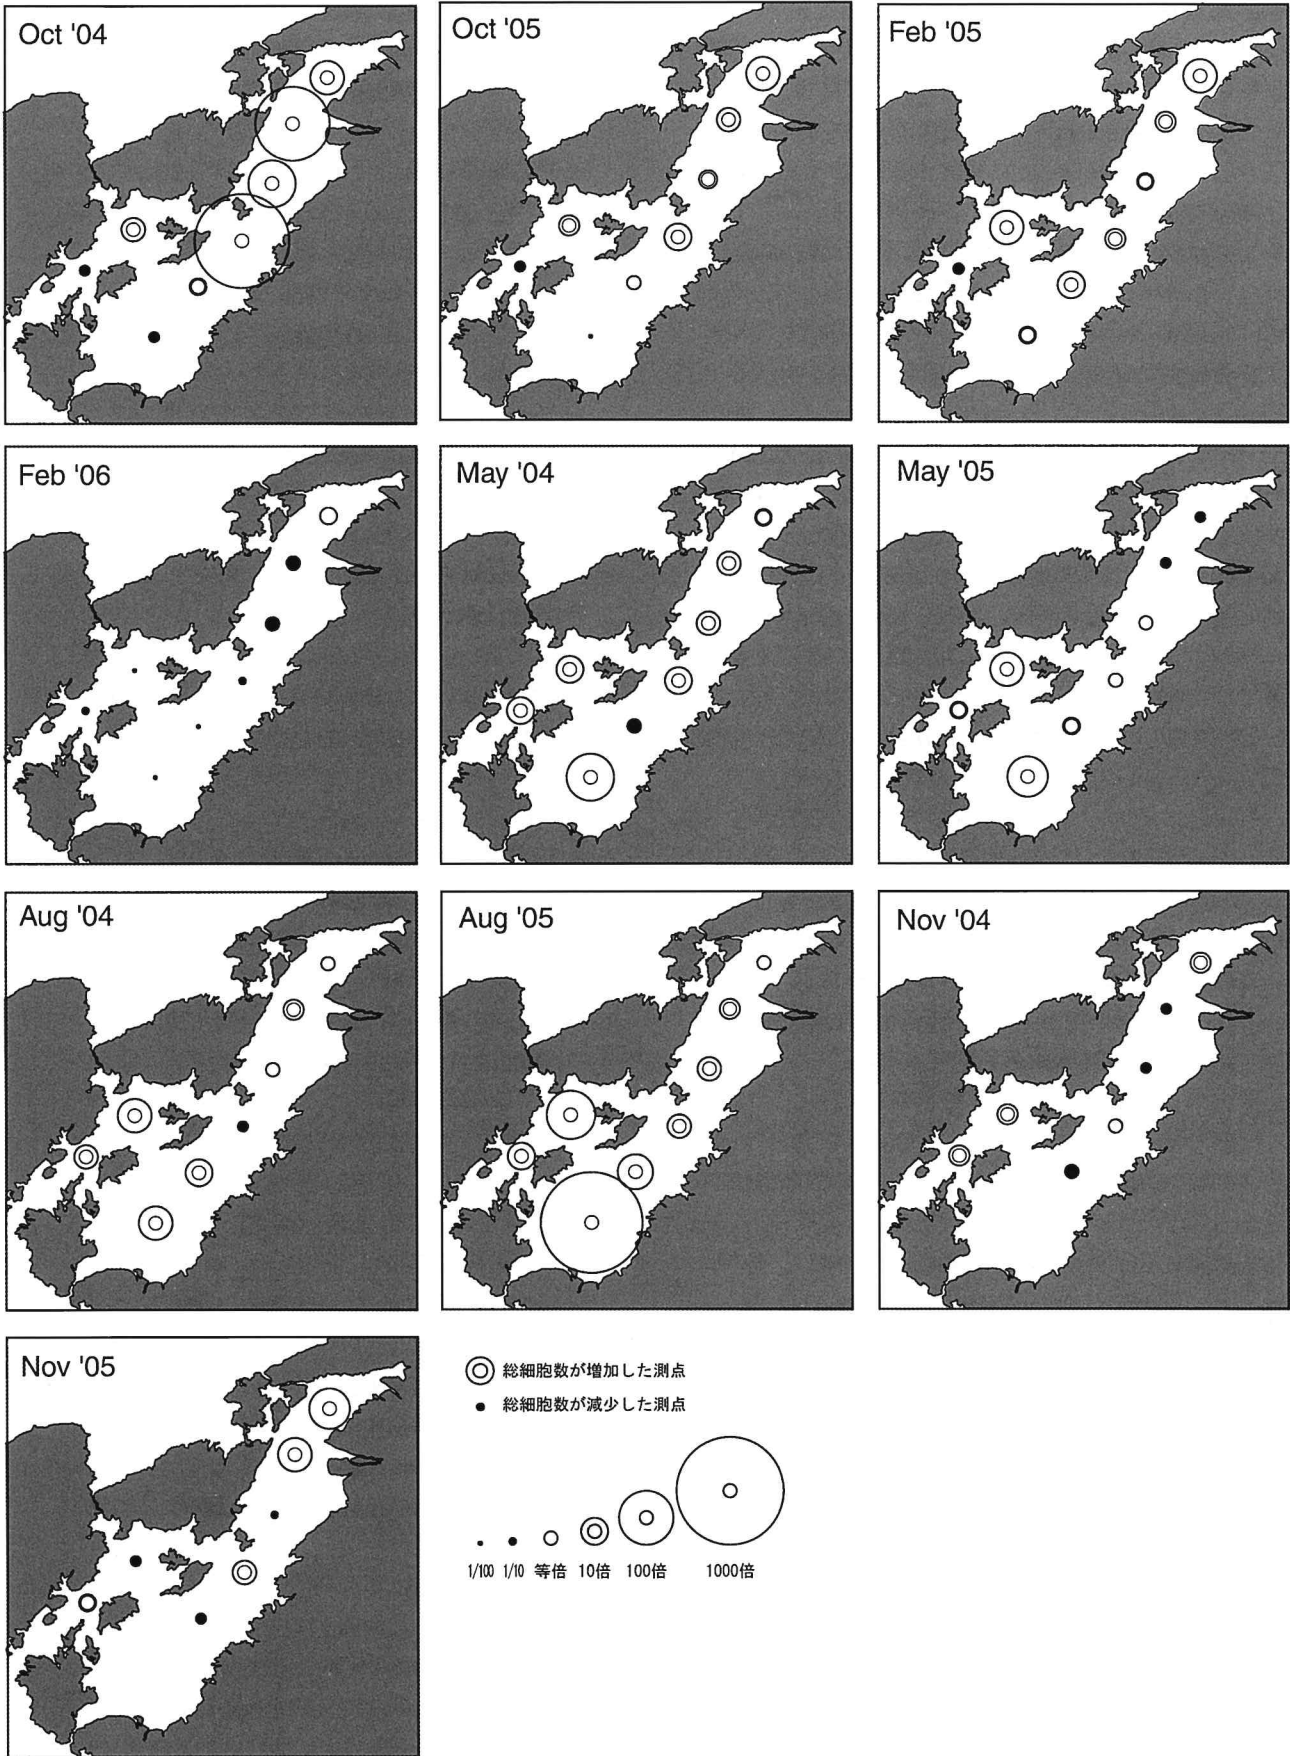 Oct '04
Oct '05
Feb '05
Feb '06
May '04
May '05
Aug '04
Aug '05
Nov '04
Nov '05
総細胞数が増加した測点
総細胞数が減少した測点
1/100 1/10 等倍 10倍 100倍 1000倍